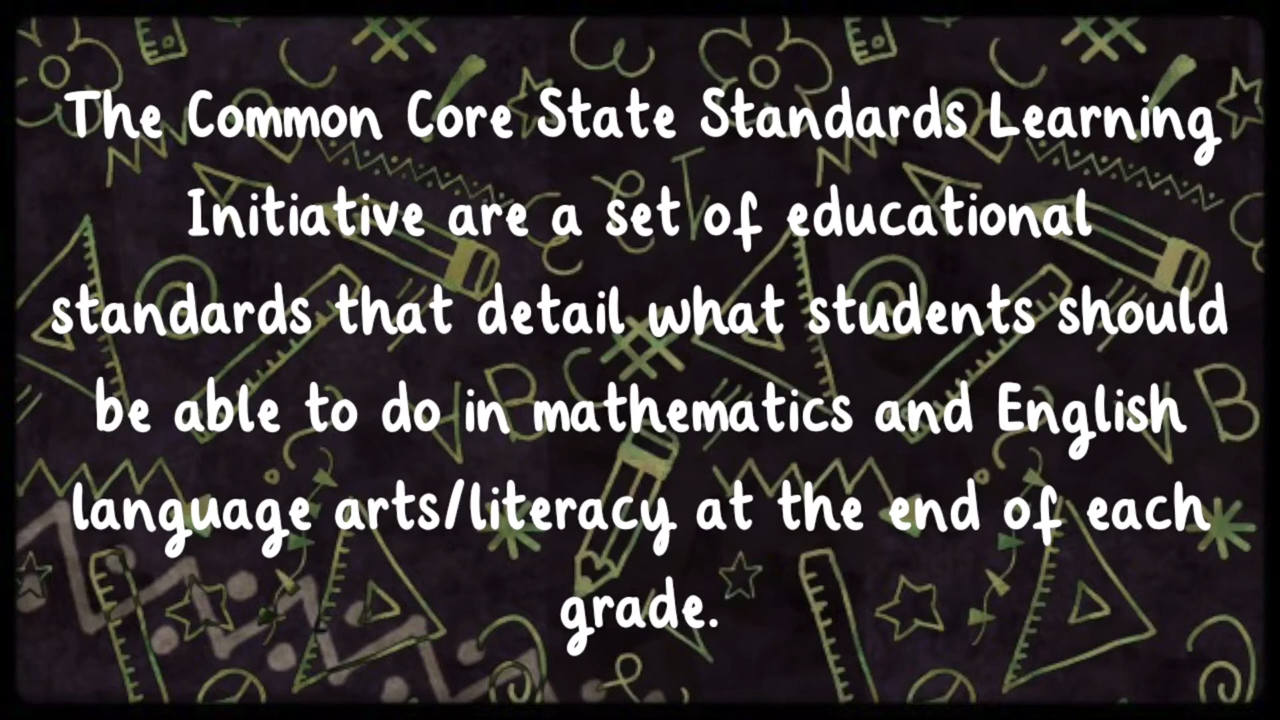 The Common Core State Standards Learning
Initiative are a set of educational
standards that detail what students should
be able to do in mathematics and English
language arts/literacy at the end of each
grade.